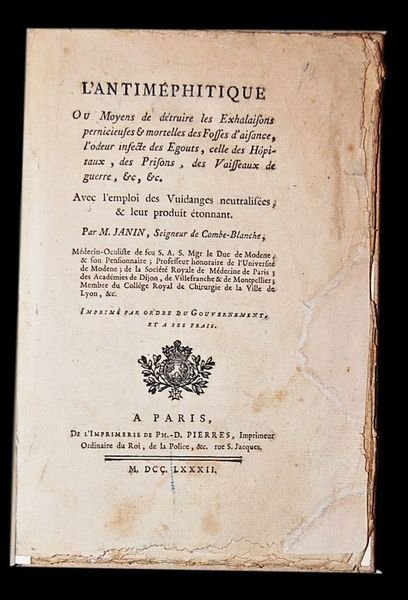 L'ANTIMÉPHITIQUE
OU Moyens de détruire les Exhalaisons
pernicieuses & mortelles des Fosses d'aisance,
l'odeur infecte des Egouts, celle des Hôpi-
taux, des Prisons, des Vaisseaux de
guerre, &c, &c.
Avec l'emploi des Vuidanges neutralisées,
& leur produit étonnant.
Par M. JANIN, Seigneur de Combe-Blanche,
Médecin-Oculiste de feu S. A. S. Mgr le Duc de Modene,
& son Pensionnaire; Professeur honoraire de l'Université
de Modene; de la Société Royale de Médecine de Paris;
des Académies de Dijon, de Villefranche & de Montpellier;
Membre du Collége Royal de Chirurgie de la Ville de
Lyon, &c.
IMPRIMÉ PAR ORDRE DU GOUVERNEMENT,
ET A SES FRAIS.
A PARIS,
DE L'IMPRIMERIE DE PH.-D. PIERRES, Imprimeur
Ordinaire du Roi, de la Police, &c. rue S. Jacques.
M. DCC. LXXXII.